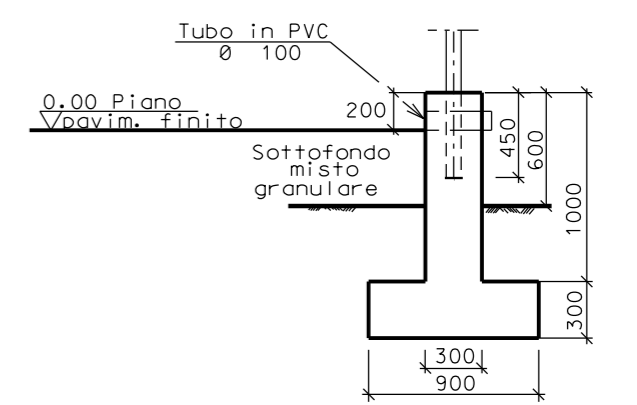 Tubo in PVC
Ø 100
0.00 Piano
pavim. finito
200
Sottofondo
misto
granulare
450
600
1000
300
300
900